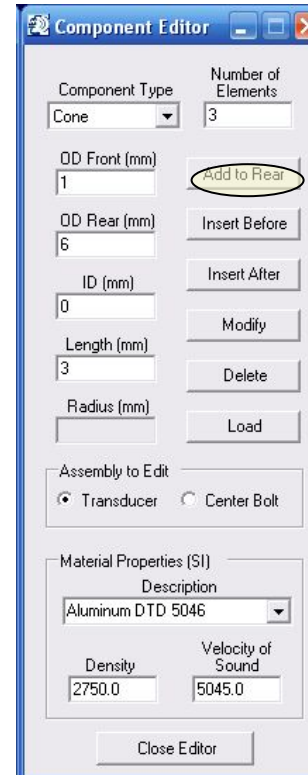 Component Editor
Component Type
Number of
Elements
Cone
3
OD Front (mm)
1
Add to Rear
OD Rear (mm)
6
Insert Before
ID (mm)
0
Insert After
Length (mm)
3
Modify
Delete
Radius (mm)
Load
Assembly to Edit
Transducer
Center Bolt
Material Properties (SI)
Description
Aluminum DTD 5046
Density
Velocity of
Sound
2750.0
5045.0
Close Editor